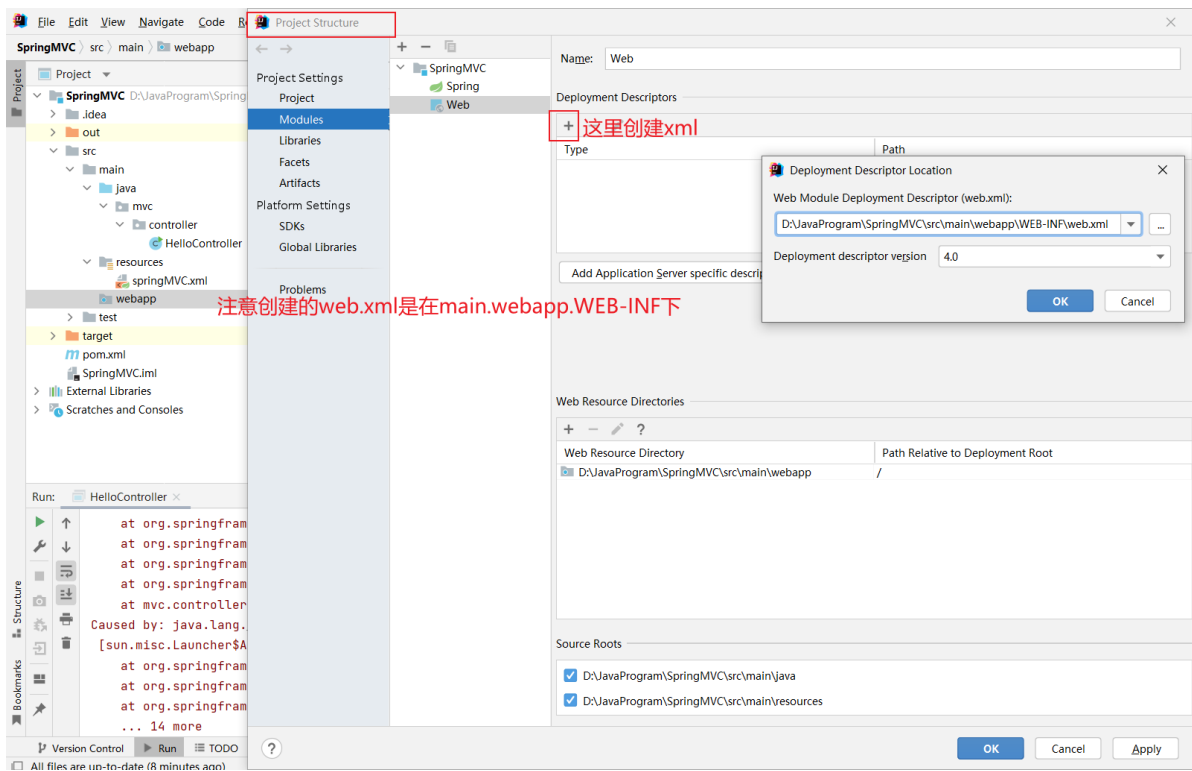 File Edit View Navigate Code
Project Structure
SpringMVC src main webapp
Project
Project
SpringMVC D:\JavaProgram\Spring
.idea
out
src
main
java
mvc
controller
HelloController
resources
springMVC.xml
webapp
test
target
pom.xml
SpringMVC.iml
External Libraries
Scratches and Consoles
Project Settings
Project
Modules
Libraries
Facets
Artifacts
Platform Settings
SDKs
Global Libraries
Problems
SpringMVC
Spring
Web
Name: Web
Deployment Descriptors
这里创建xml
Type Path
Deployment Descriptor Location
Web Module Deployment Descriptor (web.xml):
D:\JavaProgram\SpringMVC\src\main\webapp\WEB-INF\web.xml
Deployment descriptor version 4.0
OK Cancel
Add Application Server specific descrip
注意创建的web.xml是在main.webapp.WEB-INF下
Web Resource Directories
Web Resource Directory Path Relative to Deployment Root
D:\JavaProgram\SpringMVC\src\main\webapp /
Source Roots
D:\JavaProgram\SpringMVC\src\main\java
D:\JavaProgram\SpringMVC\src\main\resources
Run: HelloController
at org.springfram
at org.springfram
at org.springfram
at org.springfram
at mvc.controller
Caused by: java.lang.
[sun.misc.Launcher$A
at org.springfram
at org.springfram
at org.springfram
... 14 more
Structure
Bookmarks
Version Control Run TODO
OK Cancel Apply
All files are up-to-date (8 minutes ago)